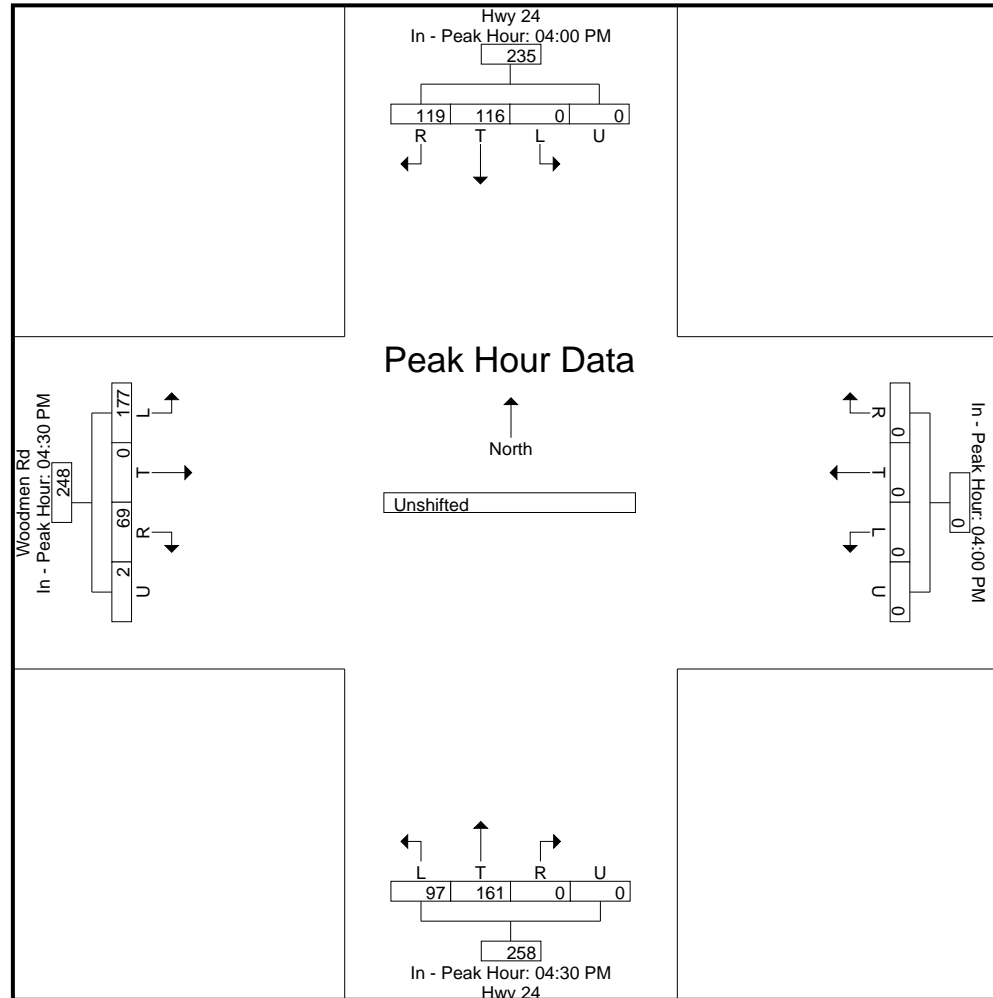 Hwy 24
In - Peak Hour: 04:00 PM
235
119 116 0 0
R T L U
Peak Hour Data
North
Unshifted
Woodmen Rd
In - Peak Hour: 04:30 PM
248
177 0 69 2
L T R U
In - Peak Hour: 04:00 PM
0
0 0 0 0
R T L U
L T R U
97 161 0 0
258
In - Peak Hour: 04:30 PM
Hwy 24